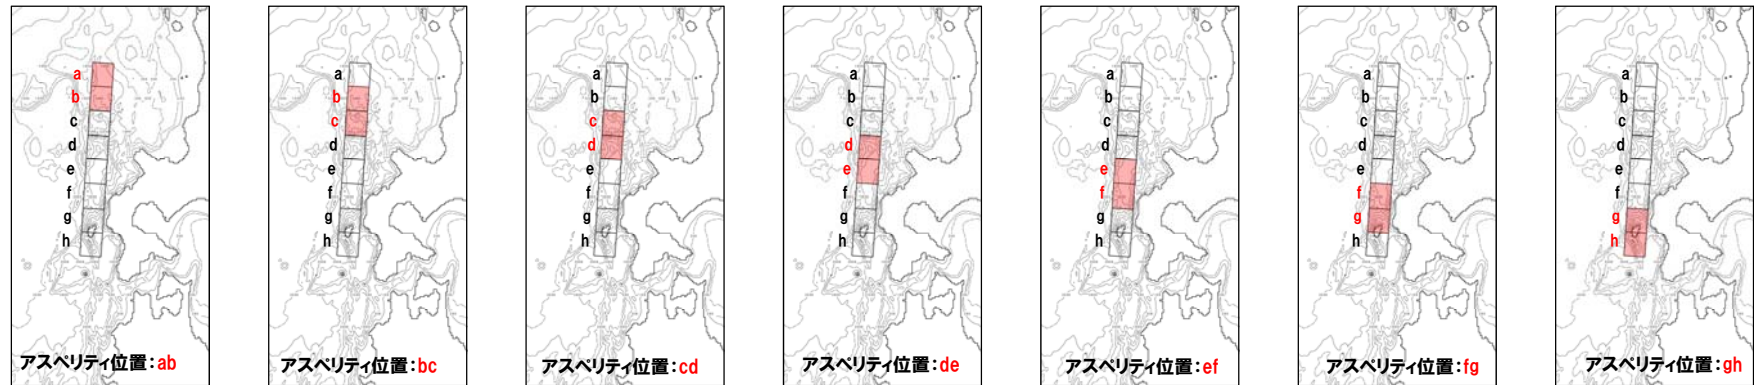 a
b
c
d
e
f
g
h
アスペリティ位置：ab
a
b
c
d
e
f
g
h
アスペリティ位置：bc
a
b
c
d
e
f
g
h
アスペリティ位置：cd
a
b
c
d
e
f
g
h
アスペリティ位置：de
a
b
c
d
e
f
g
h
アスペリティ位置：ef
a
b
c
d
e
f
g
h
アスペリティ位置：fg
a
b
c
d
e
f
g
h
アスペリティ位置：gh